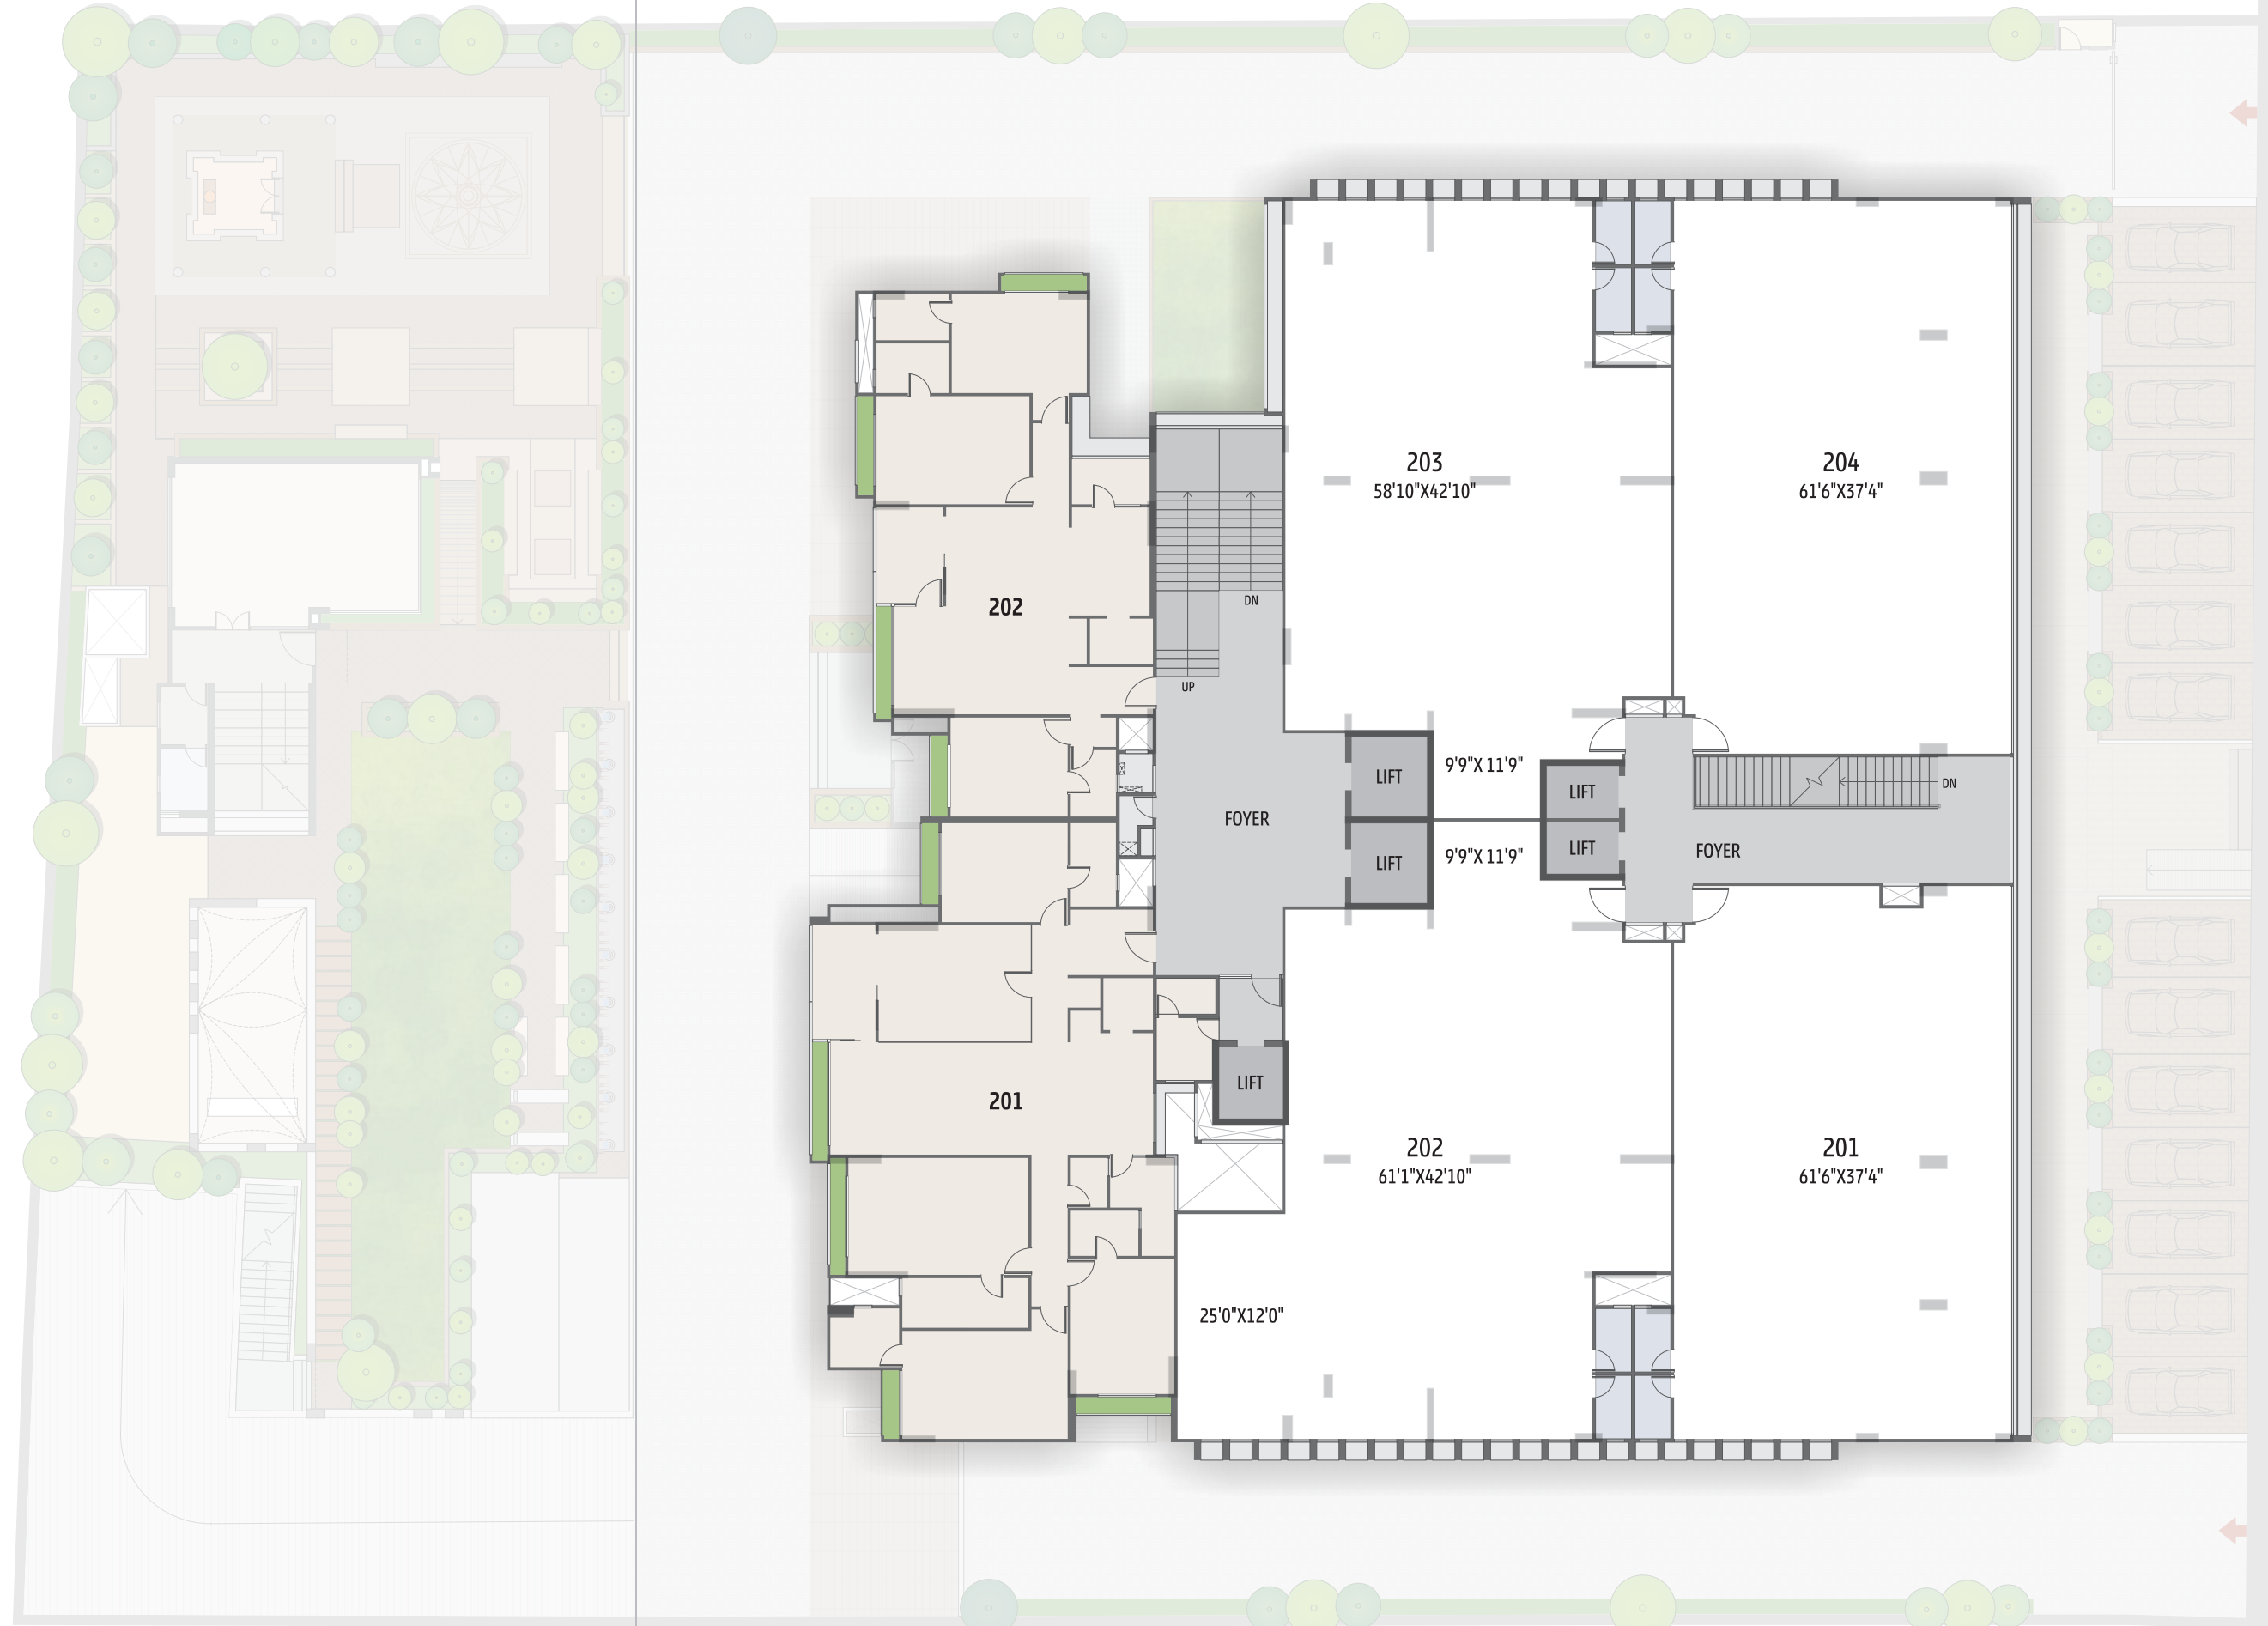 203
58'10"X42'10"
204
61'6"X37'4"
DN
202
UP
LIFT
9'9"X 11'9"
LIFT
DN
FOYER
LIFT
9'9"X 11'9"
LIFT
FOYER
LIFT
201
202
61'1"X42'10"
201
61'6"X37'4"
25'0"X12'0"